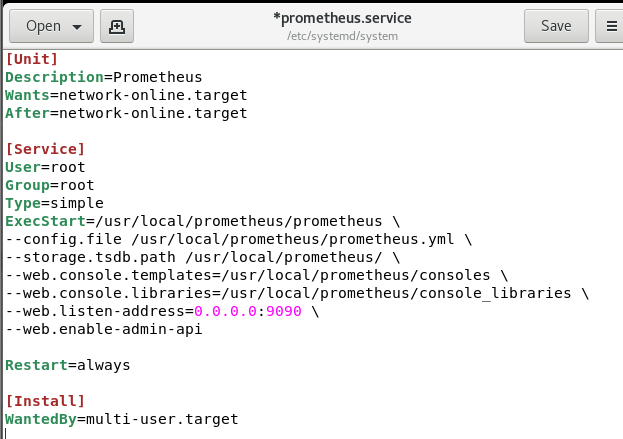 Open
*prometheus.service
/etc/systemd/system
Save
[Unit]
Description=Prometheus
Wants=network-online.target
After=network-online.target
[Service]
User=root
Group=root
Type=simple
ExecStart=/usr/local/prometheus/prometheus \
--config.file /usr/local/prometheus/prometheus.yml \
--storage.tsdb.path /usr/local/prometheus/ \
--web.console.templates=/usr/local/prometheus/consoles \
--web.console.libraries=/usr/local/prometheus/console_libraries \
--web.listen-address=0.0.0.0:9090 \
--web.enable-admin-api
Restart=always
[Install]
WantedBy=multi-user.target